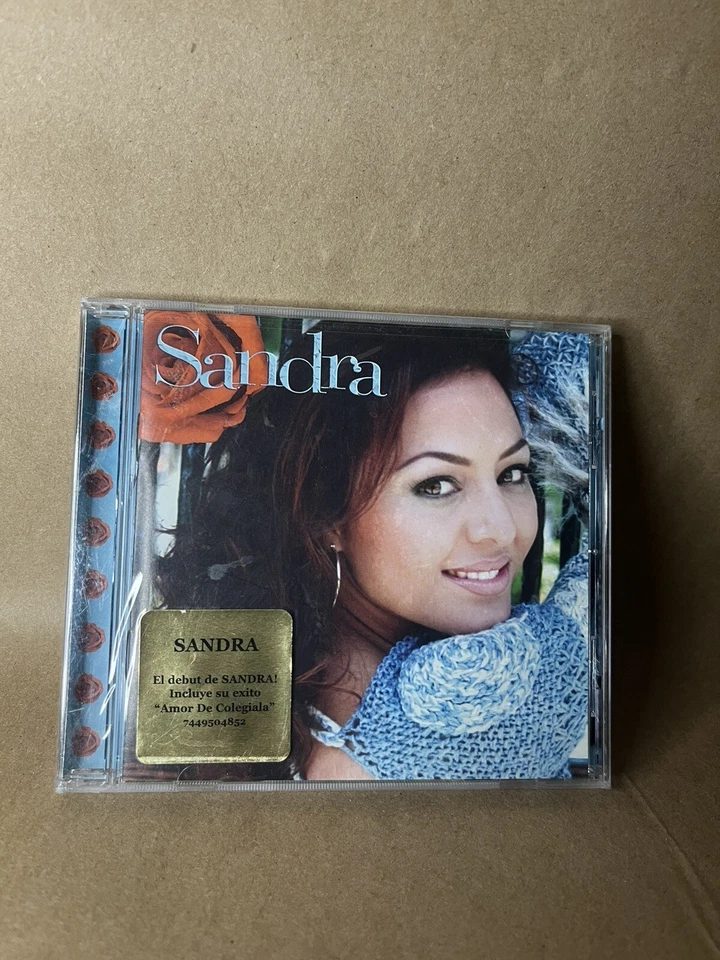 Sandra
SANDRA
El debut de SANDRA!
Incluye su exito
"Amor De Colegiala"
7449504852